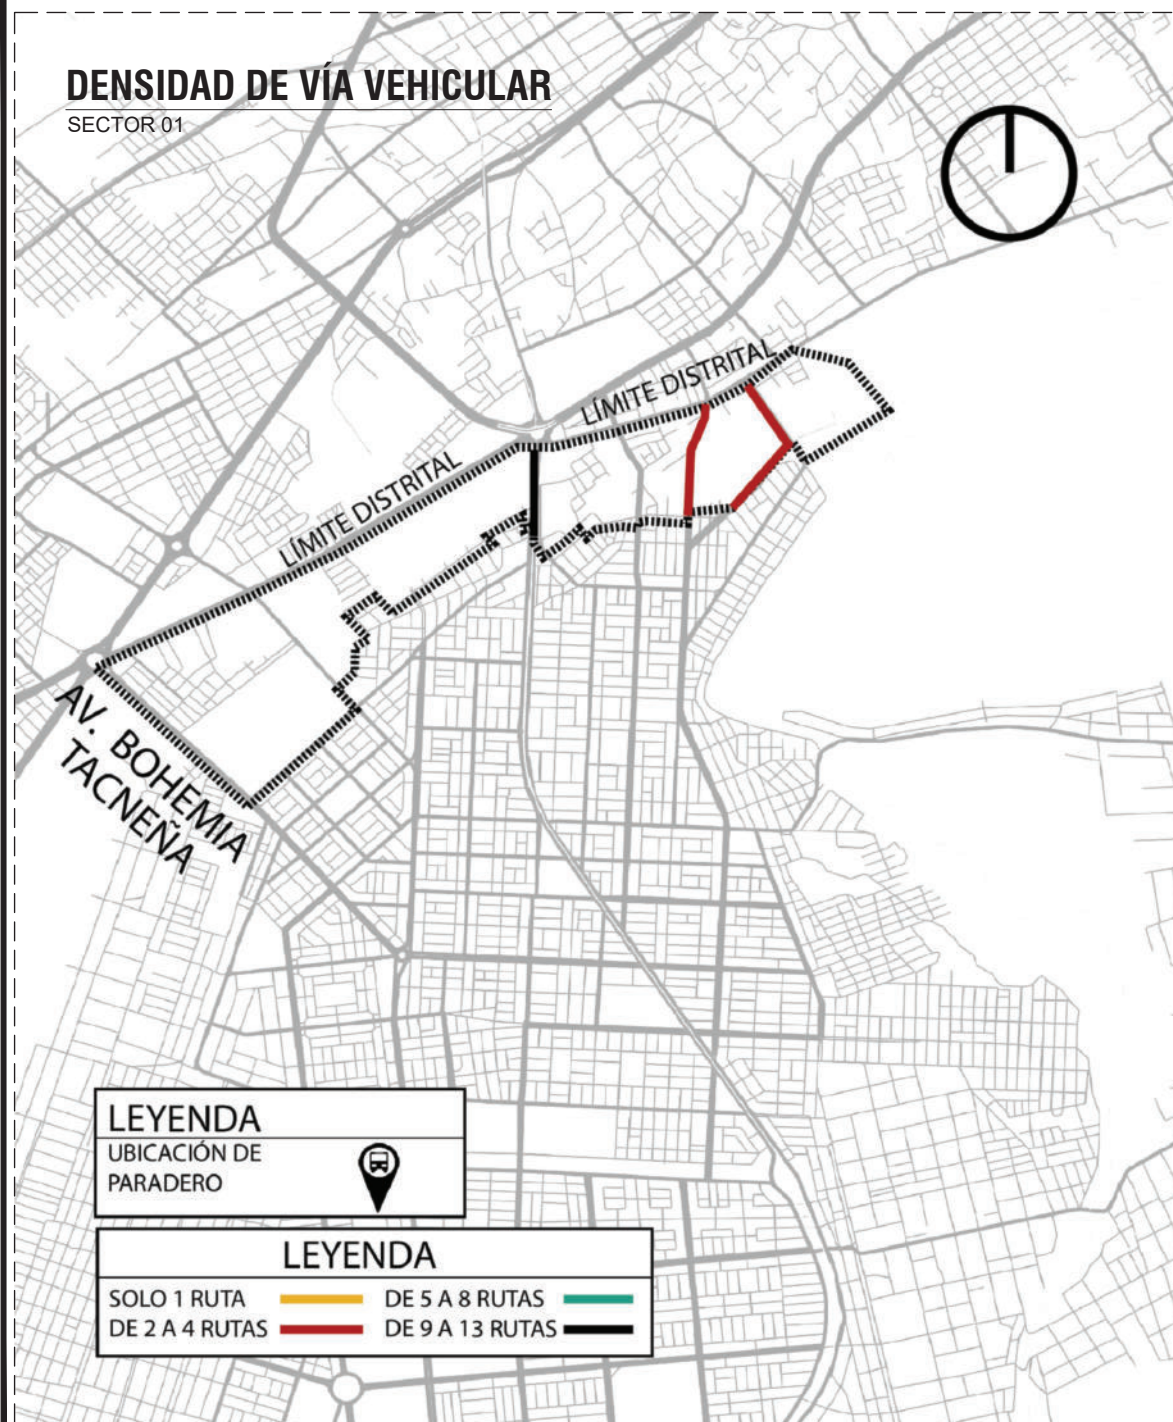 DENSIDAD DE VÍA VEHICULAR
SECTOR 01
LÍMITE DISTRITAL
LÍMITE DISTRITAL
AV. BOHEMIA
TACNEÑA
LEYENDA
UBICACIÓN DE
PARADERO
LEYENDA
SOLO 1 RUTA
DE 5 A 8 RUTAS
DE 2 A 4 RUTAS
DE 9 A 13 RUTAS